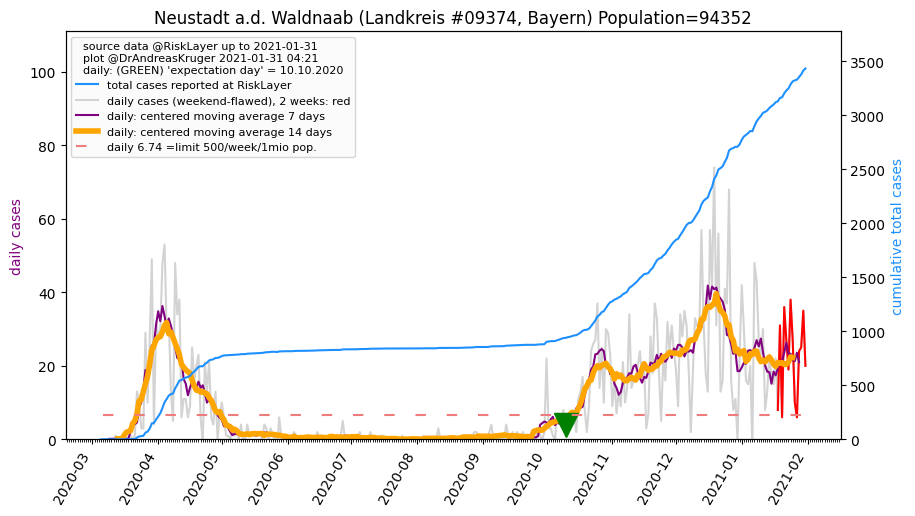 Neustadt a.d. Waldnaab (Landkreis #09374, Bayern) Population=94352
source data @RiskLayer up to 2021-01-31
plot @DrAndreasKruger 2021-01-31 04:21
daily: (GREEN) 'expectation day' = 10.10.2020
total cases reported at RiskLayer
daily cases (weekend-flawed), 2 weeks: red
daily: centered moving average 7 days
daily: centered moving average 14 days
daily 6.74 =limit 500/week/1mio pop.
daily cases
100
80
60
40
20
0
cumulative total cases
3500
3000
2500
2000
1500
1000
500
0
2020-03
2020-04
2020-05
2020-06
2020-07
2020-08
2020-09
2020-10
2020-11
2020-12
2021-01
2021-02